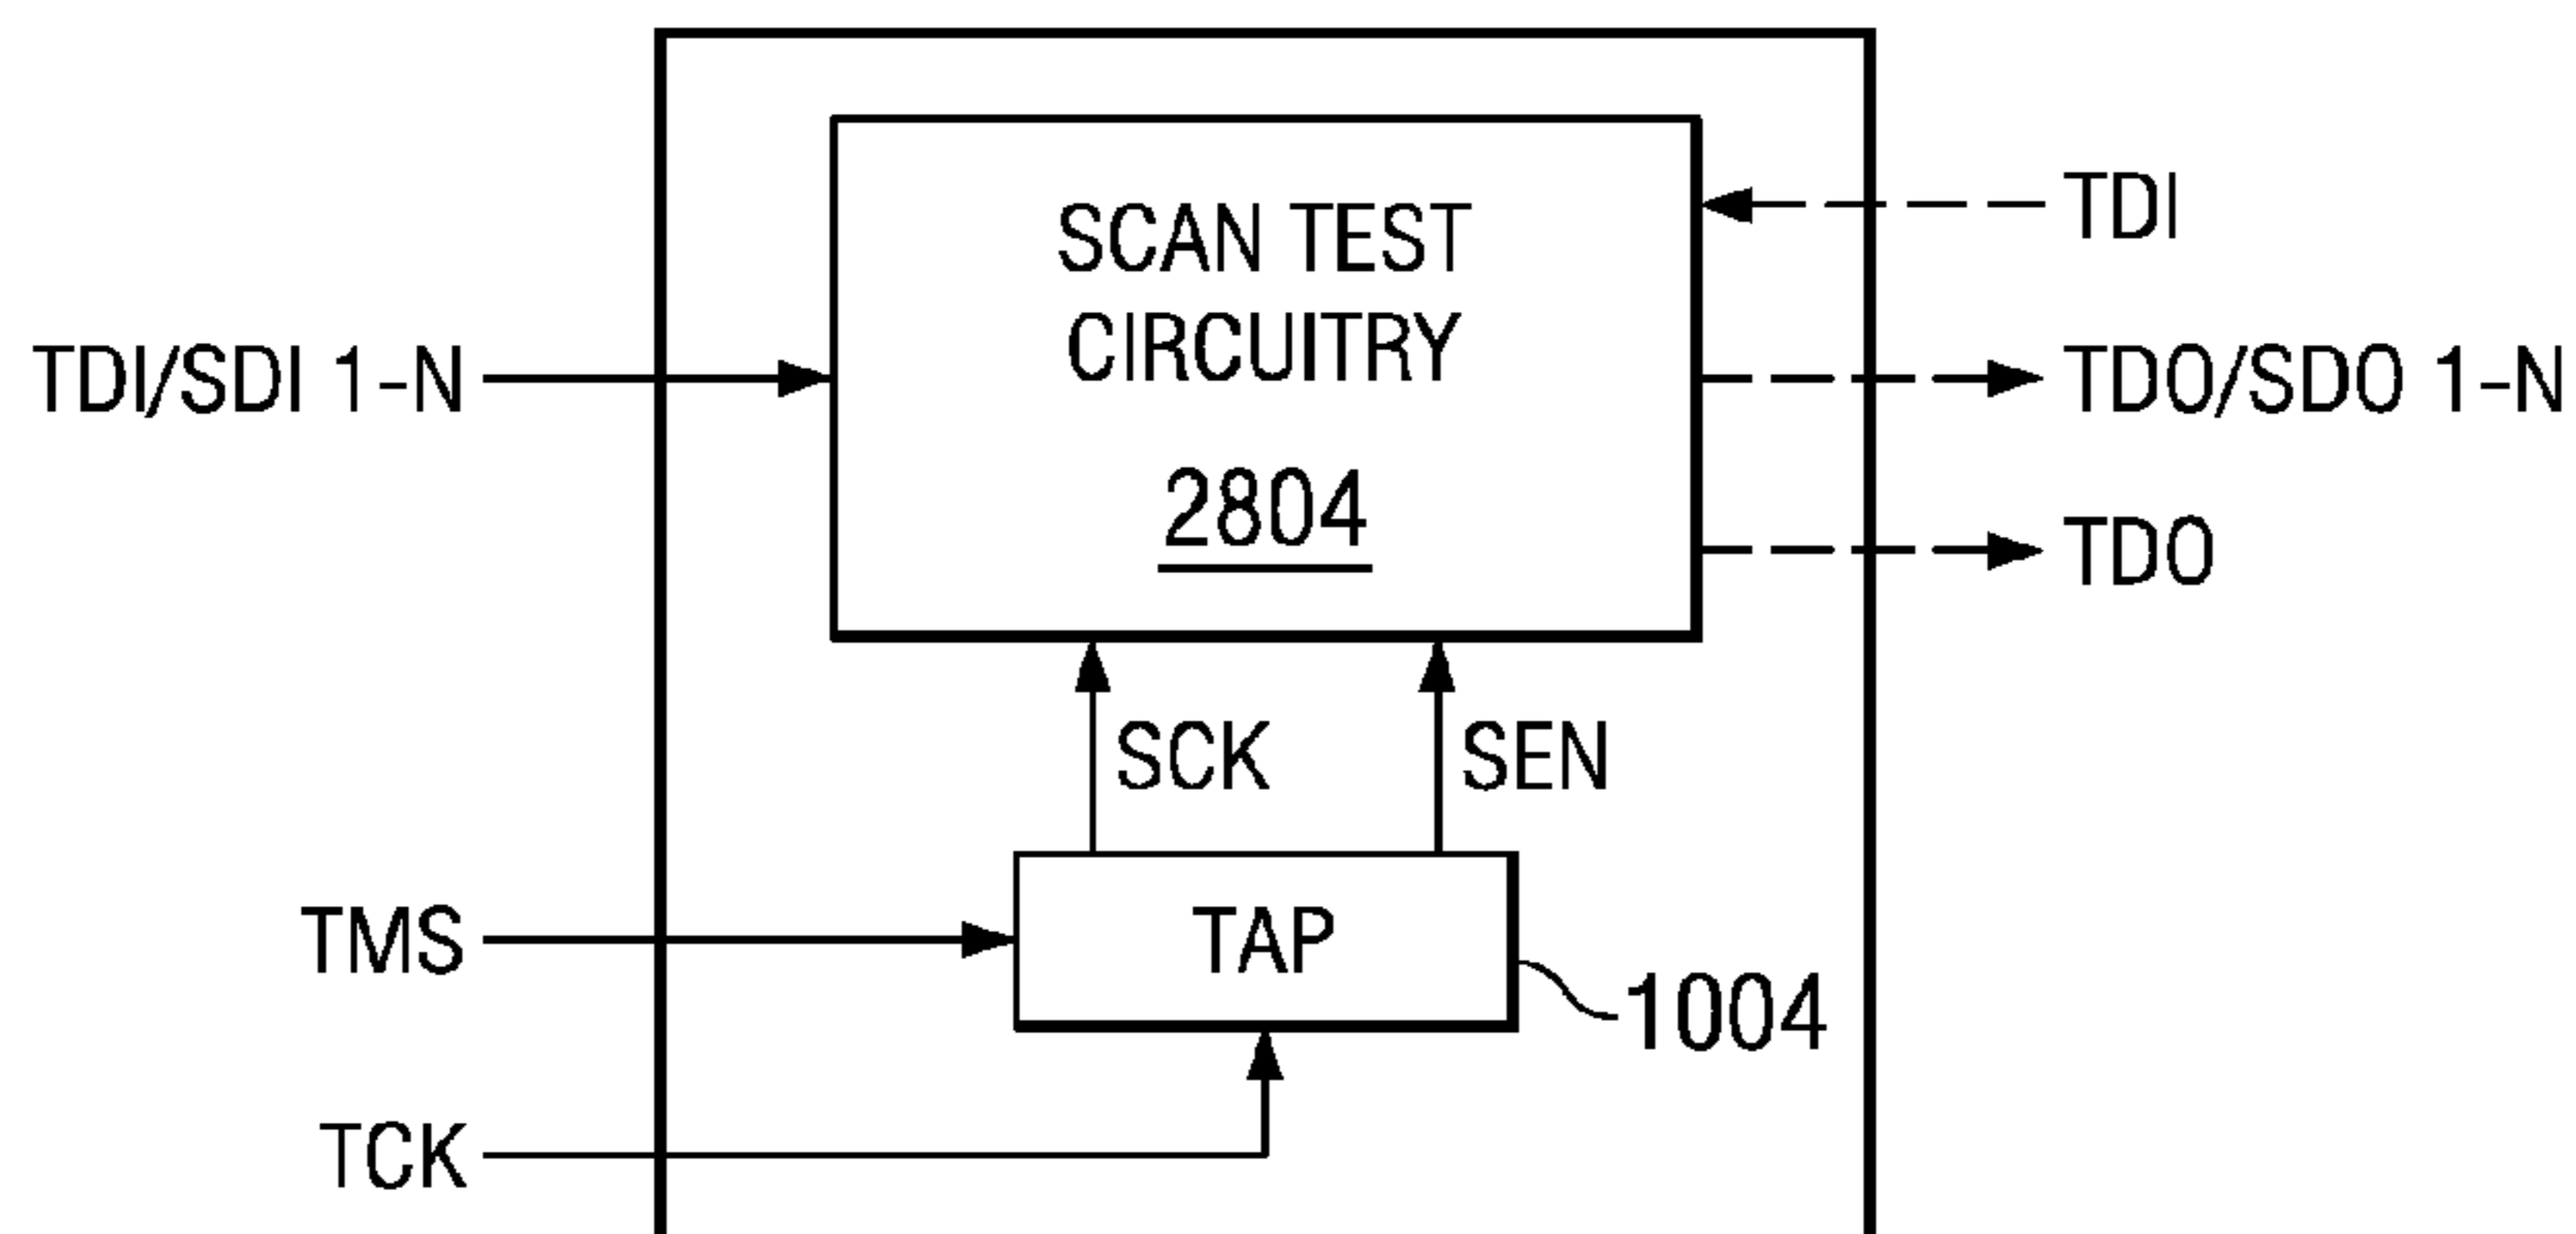 SCAN TEST
CIRCUITRY
2804
TDI
TDI/SDI 1-N
TDO/SDO 1-N
TDO
SCK
SEN
TMS
TAP
1004
TCK